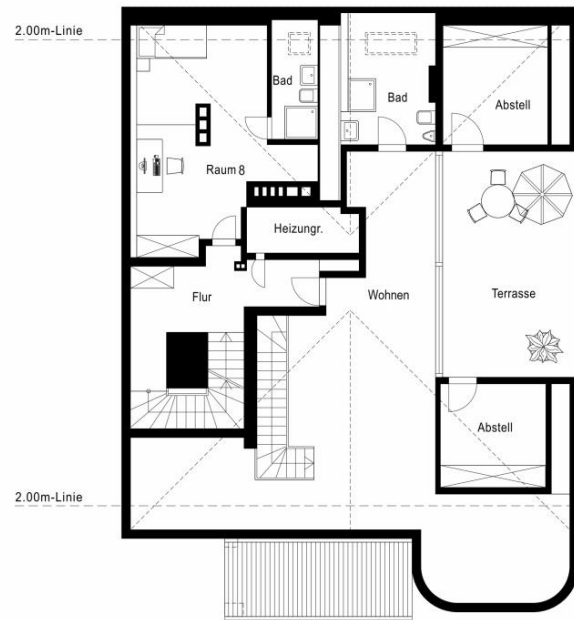 2.00m-Linie
Bad
Bad
Abstell
Raum 8
Heizungr.
Flur
Wohnen
Terrasse
Abstell
2.00m-Linie